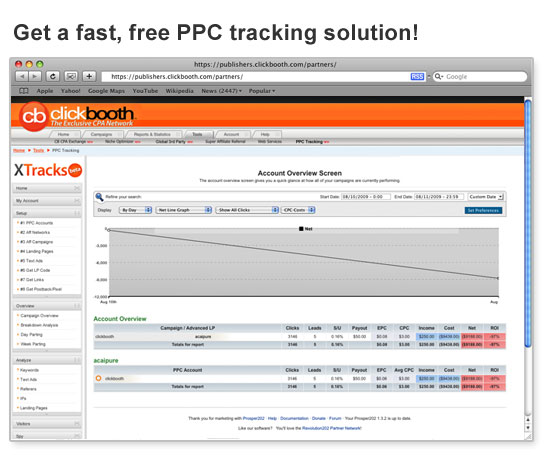 Get a fast, free PPC tracking solution!
https://publishers.clickbooth.com/partners/
https://publishers.clickbooth.com/partners/ RSS Google
Apple Yahoo! Google Maps YouTube Wikipedia News (2447) Popular
cb clickbooth
The Exclusive CPA Network
Home Campaigns Reports & Statistics Tools Account Help
CB CPA Exchange Niche Optimizer Global 3rd Party Super Affiliate Referral Web Genesis PPC Tracking
Home > Tools > PPC Tracking
XTracks beta
Account Overview Screen
The account overview screen gives you a quick glance at how all of your campaigns are currently performing.
Home
My Account
Setup
#1 PPC Accounts
#2 Aff Networks
#3 Aff Campaigns
#4 Landing Pages
#5 Text Ads
#6 Get LP Code
#7 Get Links
#8 Get Postback/Pixel
Overview
Campaign Overview
Breakdown Analysis
Day Parting
Week Parting
Analyze
Keywords
Text Ads
Referers
IPs
Landing Pages
Visitors
Spy
Refine your search: Start Date: 08/10/2009 - 0:00 End Date: 08/11/2009 - 23:59 Custom Date
Display By Day Net Line Graph Show All Clicks CPC Costs Set Preferences
Net
0
-3,000
-6,000
-9,000
-12,000
Aug 10th Aug
Account Overview
Campaign / Advanced LP Clicks Leads S/U Payout EPC CPC Income Cost Net ROI
clickbooth acaipure 3146 5 0.16% $50.00 $0.08 $3.00 $250.00 ($9438.00) ($9188.00) -97%
Totals for report 3146 5 0.16% $0.08 $3.00 $250.00 ($9438.00) ($9188.00) -97%
acaipure
PPC Account Clicks Leads S/U Payout EPC Avg CPC Income Cost Net ROI
clickbooth 3146 5 0.16% $50.00 $0.08 $3.00 $250.00 ($9438.00) ($9188.00) -97%
Totals for report 3146 5 0.16% $0.08 $3.00 $250.00 ($9438.00) ($9188.00) -97%
Thank you for marketing with Prosper202 · Help · Documentation · Donate · Forum · Your Prosper202 1.3.2 is up to date.
Like our software? You'll love the Revolution202 Partner Network!